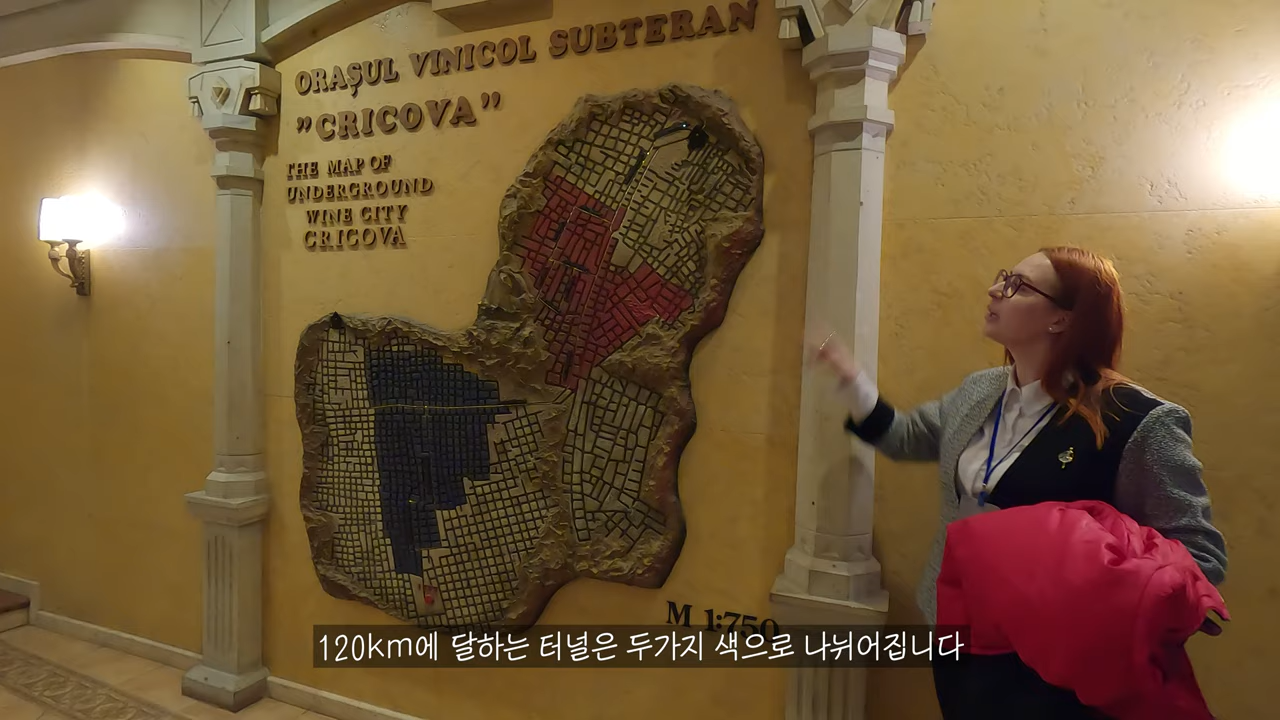 ORAȘUL VINICOL SUBTERAN
"CRICOVA"
THE MAP OF
UNDERGROUND
WINE CITY
CRICOVA
M 1:750
120km에 달하는 터널은 두가지 색으로 나뉘어집니다